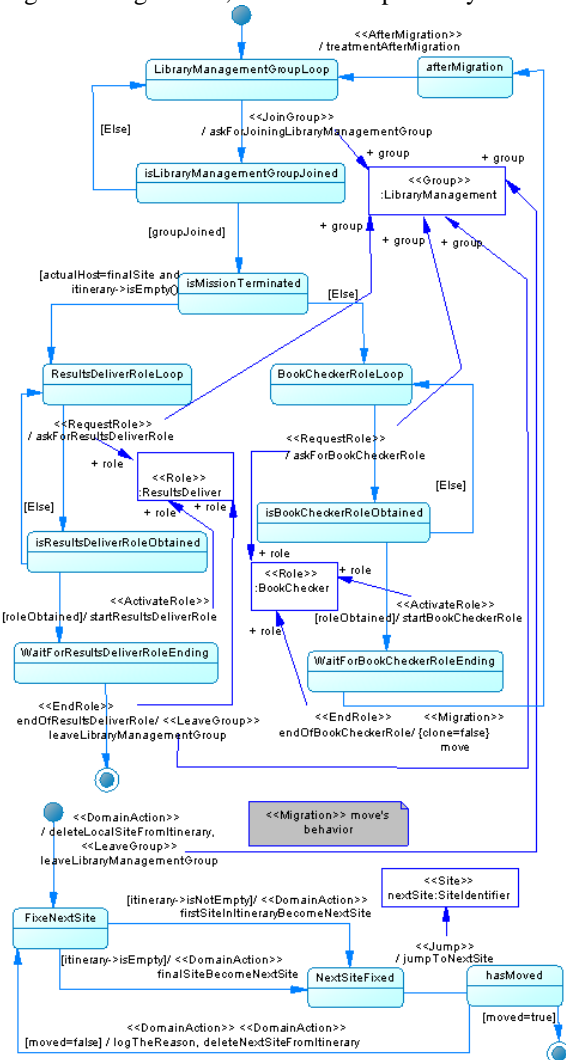 <<AfterMigration>>
/ treatmentAfterMigration
LibraryManagementGroupLoop
afterMigration
<<JoinGroup>>
/ askForJoiningLibraryManagementGroup
[Else]
+ group
+ group
isLibraryManagementGroupJoined
<<Group>>
:LibraryManagement
[groupJoined]
+ group
+ group
+ group
[actualHost=finalSite and
itinerary->isEmpty()
isMissionTerminated
[Else]
ResultsDeliverRoleLoop
BookCheckerRoleLoop
<<RequestRole>>
/ askForResultsDeliverRole
<<RequestRole>>
/ askForBookCheckerRole
+ role
<<Role>>
:ResultsDeliver
+ role
+ role
[Else]
[Else]
isBookCheckerRoleObtained
isResultsDeliverRoleObtained
+ role
+ role
<<Role>>
:BookChecker
<<ActivateRole>>
[roleObtained]/ startResultsDeliverRole
<<ActivateRole>>
[roleObtained]/ startBookCheckerRole
+ role
WaitForResultsDeliverRoleEnding
WaitForBookCheckerRoleEnding
<<EndRole>>
endOfResultsDeliverRole/ <<LeaveGroup>>
leaveLibraryManagementGroup
<<EndRole>> <<Migration>>
endOfBookCheckerRole/ {clone=false}
move
<<DomainAction>>
/ deleteLocalSiteFromItinerary,
<<LeaveGroup>>
leaveLibraryManagementGroup
<<Migration>> move's
behavior
<<Site>>
nextSite:SiteIdentifier
[itinerary->isNotEmpty]/ <<DomainAction>>
firstSiteInItineraryBecomeNextSite
FixeNextSite
<<Jump>>
/ jumpToNextSite
[itinerary->isEmpty]/ <<DomainAction>>
finalSiteBecomeNextSite
NextSiteFixed
hasMoved
<<DomainAction>> <<DomainAction>>
[moved=false] / logTheReason, deleteNextSiteFromItinerary
[moved=true]